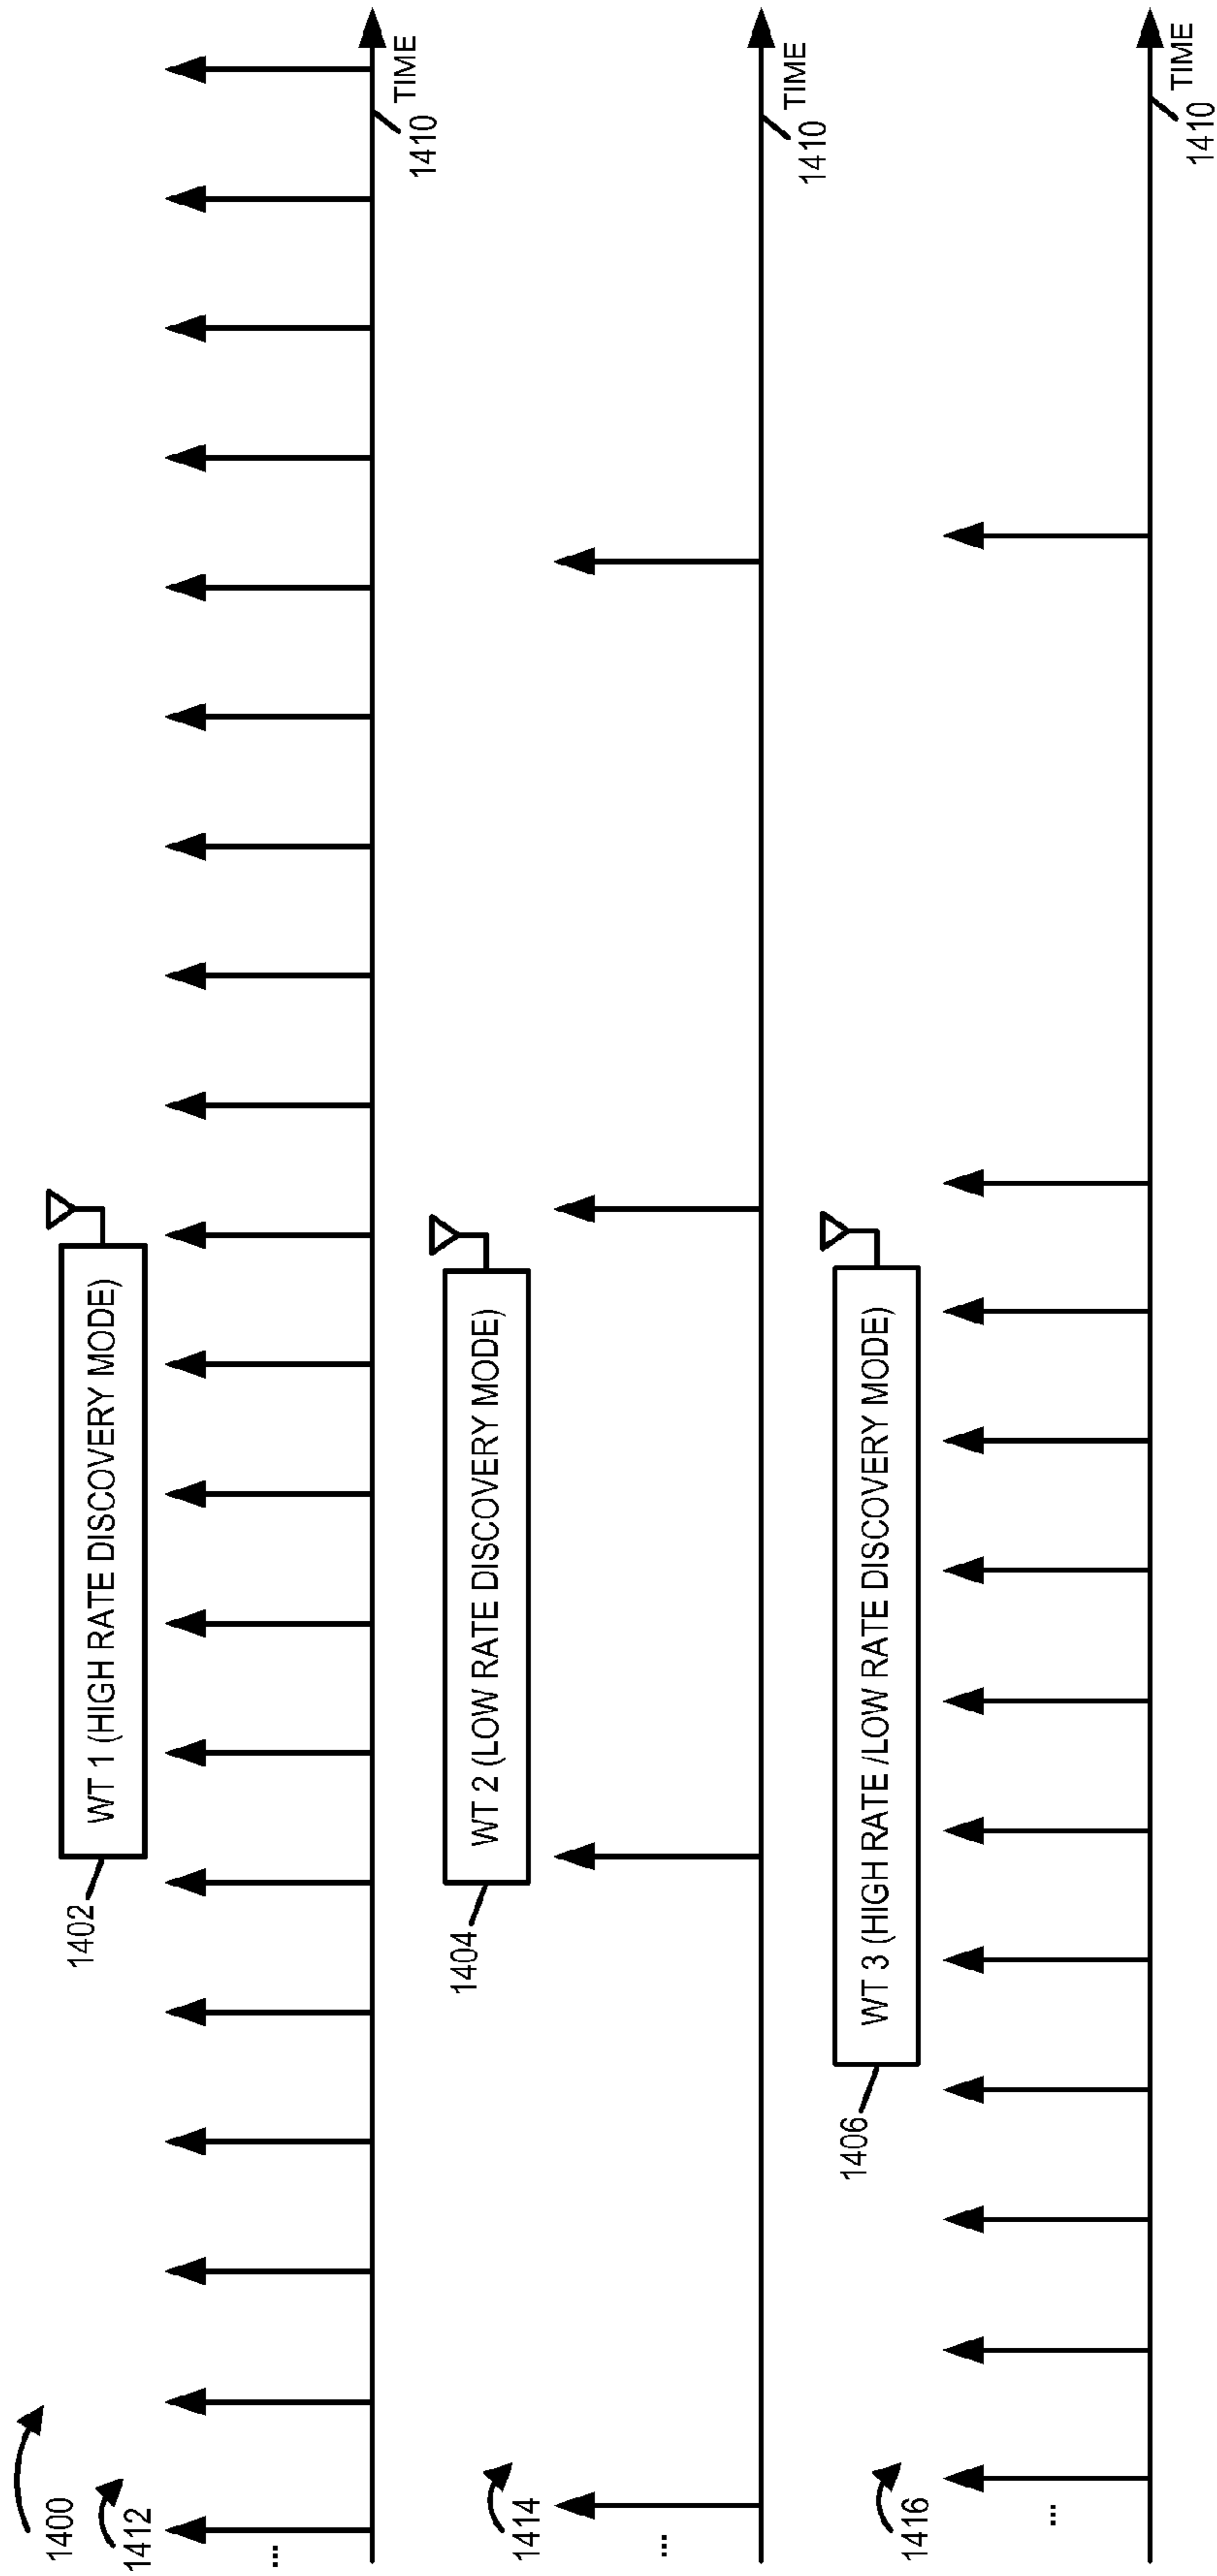 1400
1402
WT 1 (HIGH RATE DISCOVERY MODE)
1412
...
TIME
1410
1404
WT 2 (LOW RATE DISCOVERY MODE)
1414
...
TIME
1410
1406
WT 3 (HIGH RATE /LOW RATE DISCOVERY MODE)
1416
...
TIME
1410